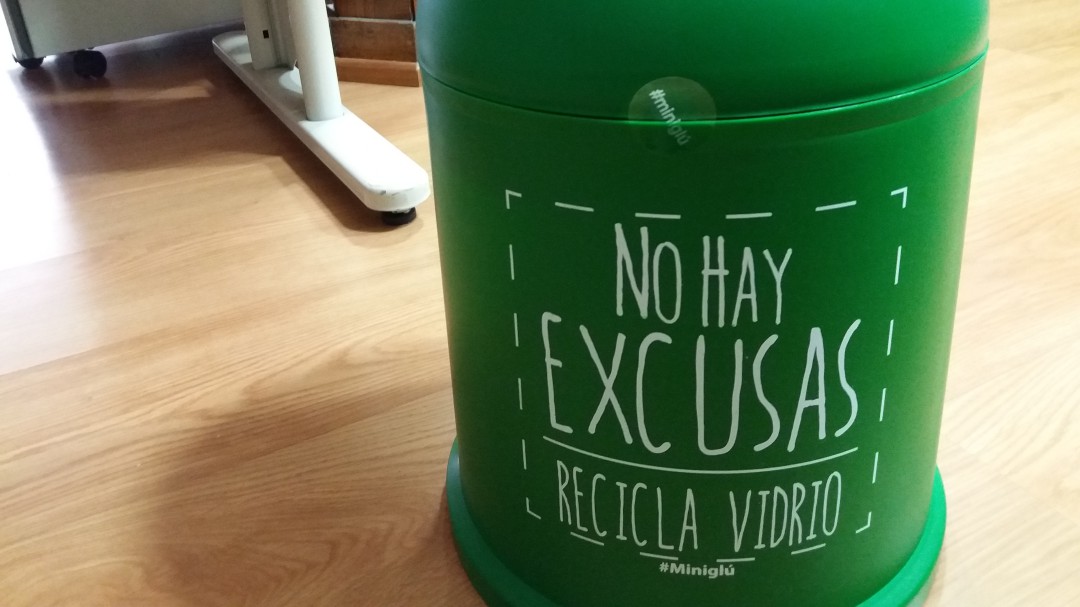 #miniglú
NO HAY
EXCUSAS
RECICLA VIDRIO
#Miniglú